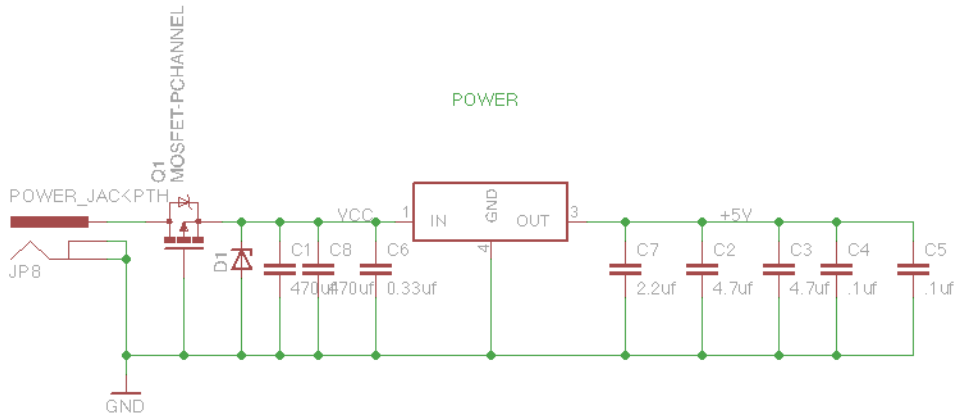 MOSFET-PCHANNEL
Q1
POWER
POWER_JACKPTH
JP8
D1
VCC
1
IN
GND
OUT
3
4
+5V
C1
470uf
C8
470uf
C6
0.33uf
C7
2.2uf
C2
4.7uf
C3
4.7uf
C4
.1uf
C5
.1uf
GND